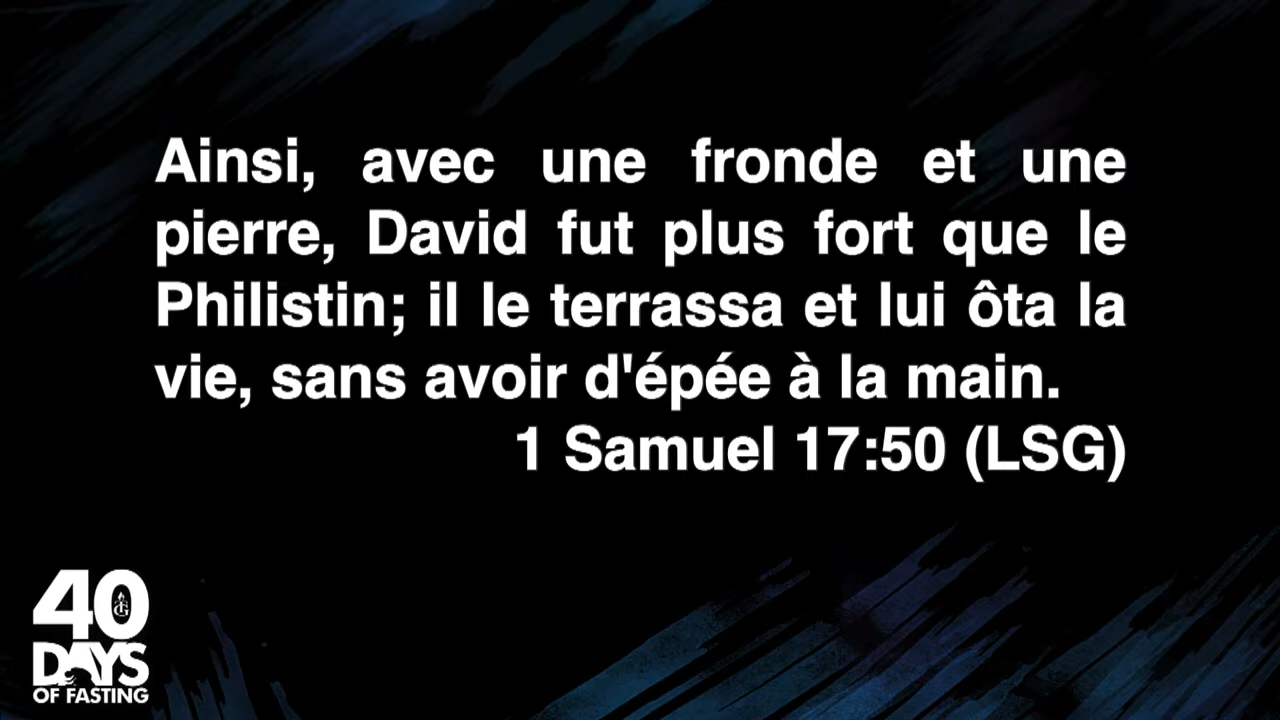 Ainsi, avec une fronde et une
pierre, David fut plus fort que le
Philistin; il le terrassa et lui ôta la
vie, sans avoir d'épée à la main.
1 Samuel 17:50 (LSG)
40
DAYS
OF FASTING